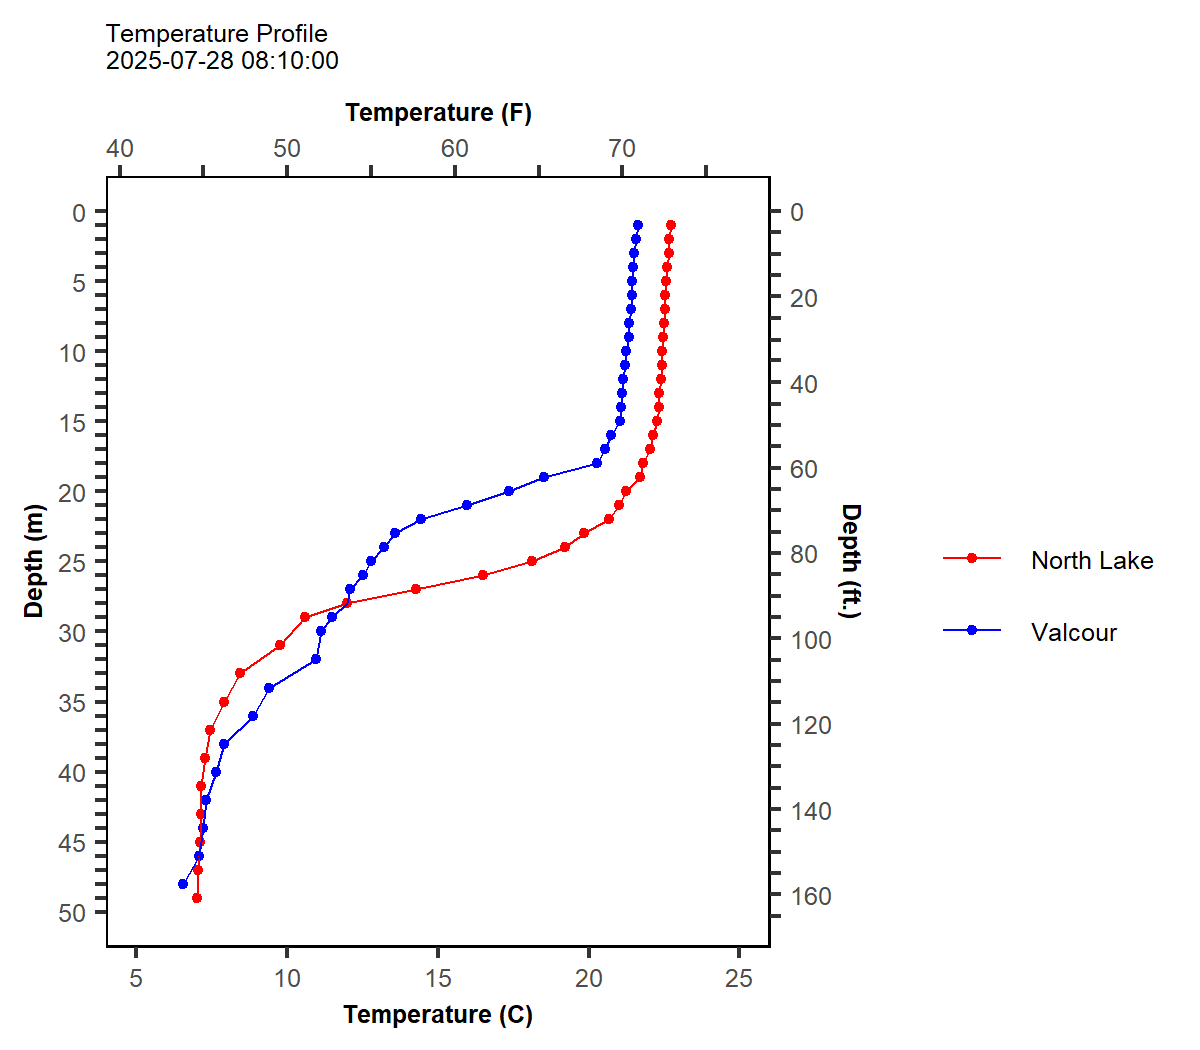 Temperature Profile
2025-07-28 08:10:00
Temperature (F)
40 50 60 70
0
5
10
15
20
25
30
35
40
45
50
Depth (m)
0
20
40
60
80
100
120
140
160
Depth (ft.)
North Lake
Valcour
5 10 15 20 25
Temperature (C)